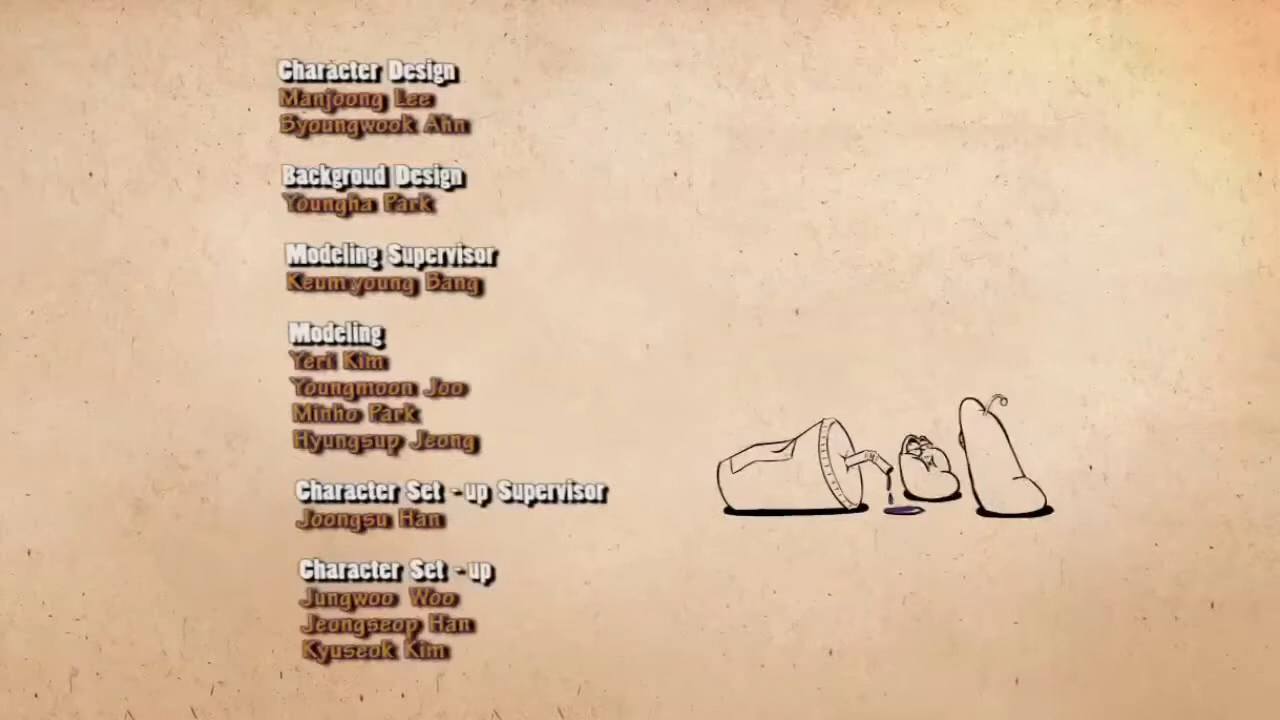 Character Design
Manjoong Lee
Byoungwook Ahn
Backgroud Design
Youngha Park
Modeling Supervisor
Keumyoung Bang
Modeling
Yeri Kim
Youngmoon Joo
Minho Park
Hyungsup Jeong
Character Set -up Supervisor
Joongsu Han
Character Set -up
Jungwoo Woo
Jeongseop Han
Kyuseok Kim